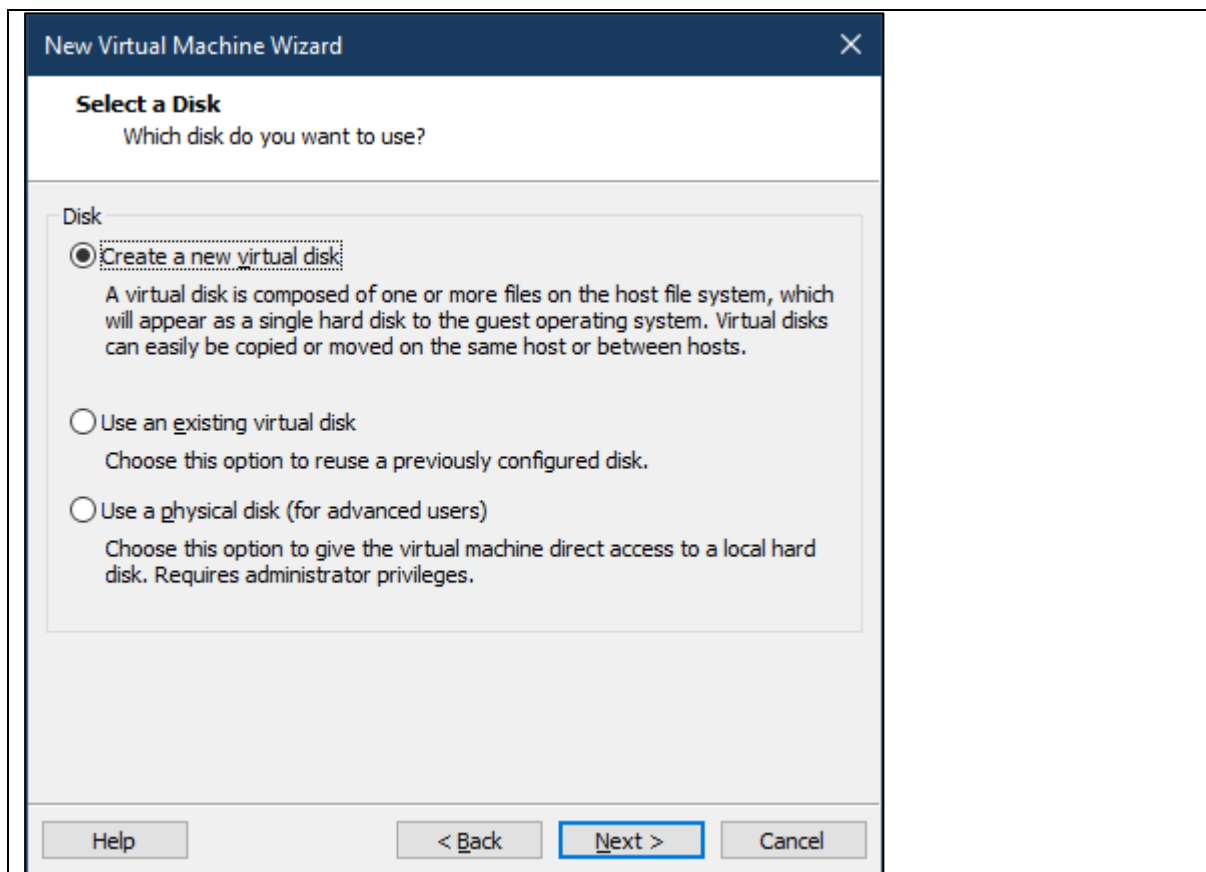 New Virtual Machine Wizard
Select a Disk
Which disk do you want to use?
Disk
Create a new virtual disk
A virtual disk is composed of one or more files on the host file system, which
will appear as a single hard disk to the guest operating system. Virtual disks
can easily be copied or moved on the same host or between hosts.
Use an existing virtual disk
Choose this option to reuse a previously configured disk.
Use a physical disk (for advanced users)
Choose this option to give the virtual machine direct access to a local hard
disk. Requires administrator privileges.
Help
< Back
Next >
Cancel